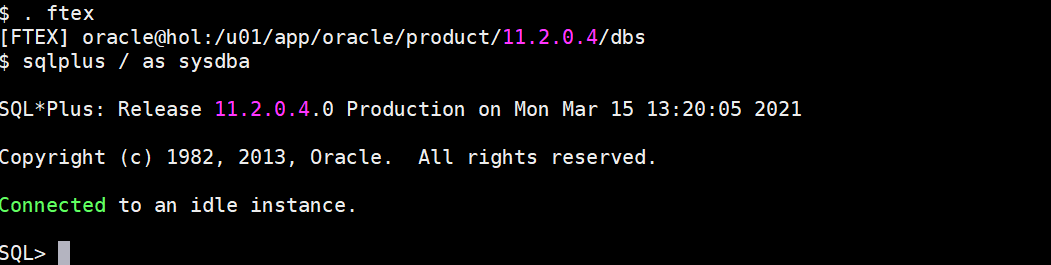 $ . ftex
[FTEX] oracle@hol:/u01/app/oracle/product/11.2.0.4/dbs
$ sqlplus / as sysdba
SQL*Plus: Release 11.2.0.4.0 Production on Mon Mar 15 13:20:05 2021
Copyright (c) 1982, 2013, Oracle.  All rights reserved.
Connected to an idle instance.
SQL>